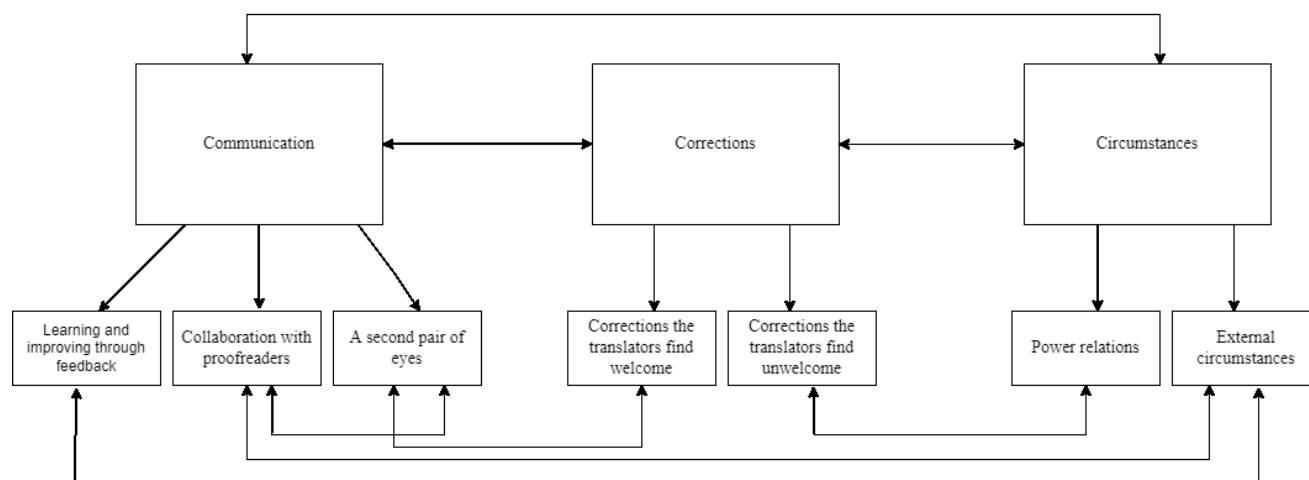 Communication
Corrections
Circumstances
Learning and
improving through
feedback
Collaboration with
proofreaders
A second pair of
eyes
Corrections the
translators find
welcome
Corrections the
translators find
unwelcome
Power relations
External
circumstances